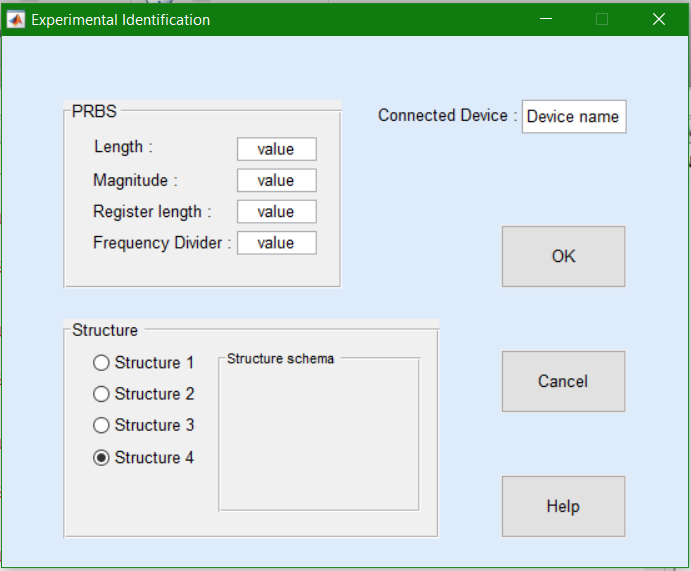 Experimental Identification
PRBS
Length :
value
Magnitude :
value
Register length :
value
Frequency Divider :
value
Connected Device :
Device name
OK
Structure
Structure 1
Structure 2
Structure 3
Structure 4
Structure schema
Cancel
Help